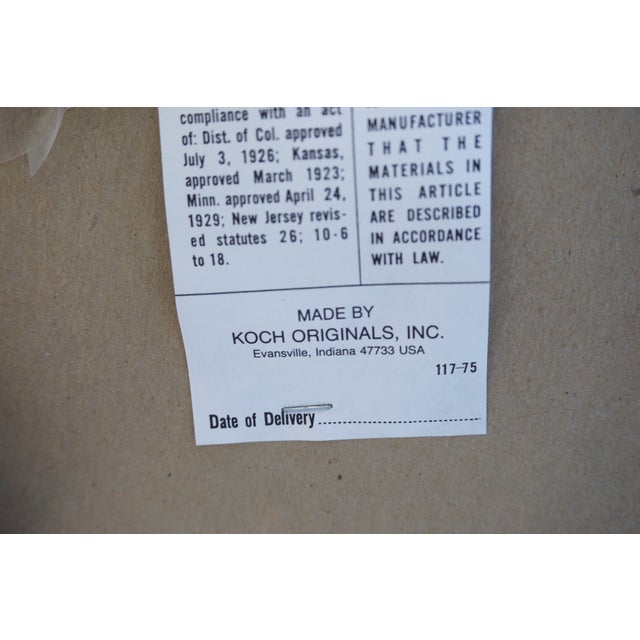 compliance with an act
of: Dist. of Col. approved
July 3, 1926; Kansas,
approved March 1923;
Minn. approved April 24,
1929; New Jersey revis-
ed statutes 26; 10-6
to 18.
MANUFACTURER
THAT THE
MATERIALS IN
THIS ARTICLE
ARE DESCRIBED
IN ACCORDANCE
WITH LAW.
MADE BY
KOCH ORIGINALS, INC.
Evansville, Indiana 47733 USA
117-75
Date of Delivery